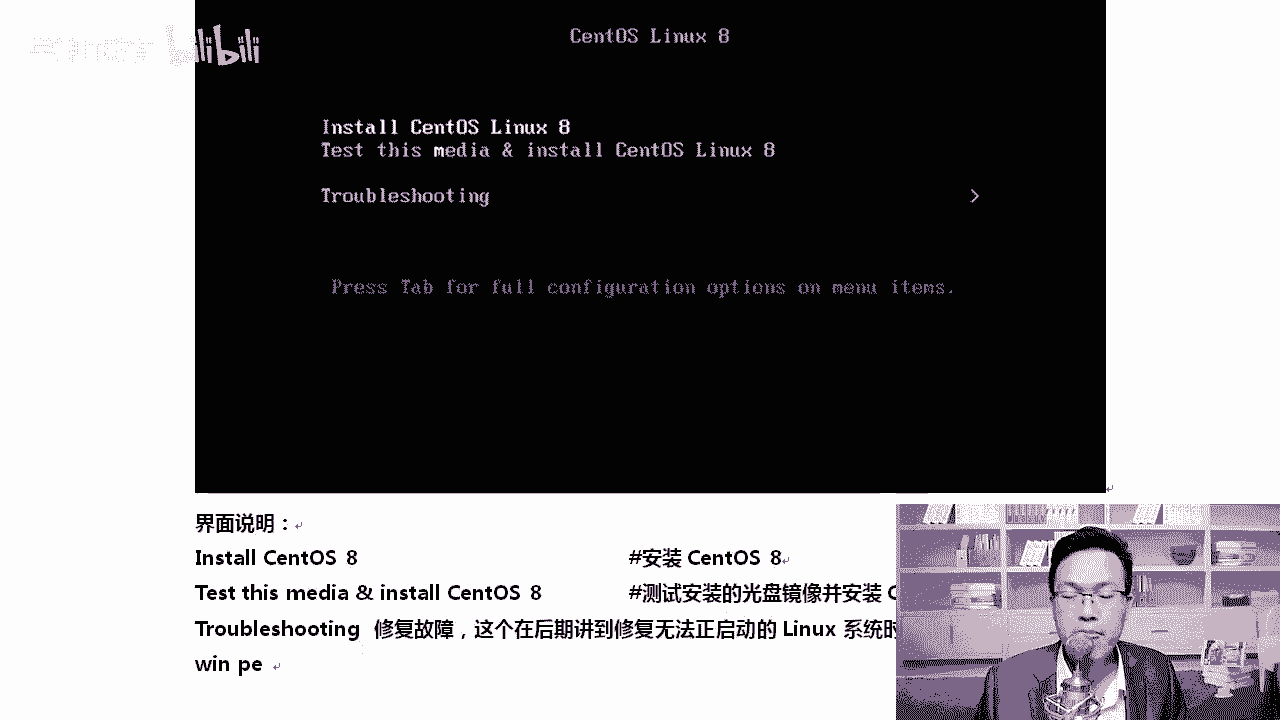 bilibili
CentOS Linux 8
Install CentOS Linux 8
Test this media & install CentOS Linux 8
Troubleshooting >
Press Tab for full configuration options on menu items.
界面说明：
Install CentOS 8 #安装 CentOS 8
Test this media & install CentOS 8 #测试安装的光盘镜像并安装 C
Troubleshooting 修复故障，这个在后期讲到修复无法正启动的 Linux 系统时
win pe